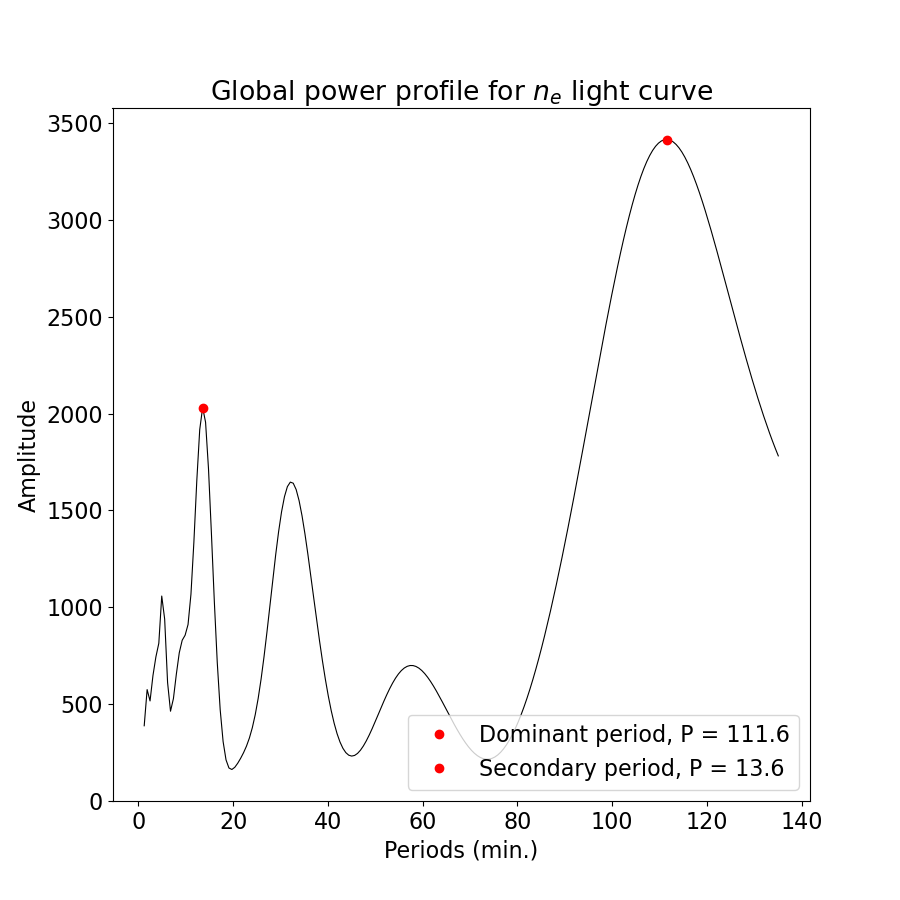 Global power profile for nₑ light curve
3500
3000
2500
2000
1500
1000
500
0
Amplitude
Dominant period, P = 111.6
Secondary period, P = 13.6
0 20 40 60 80 100 120 140
Periods (min.)